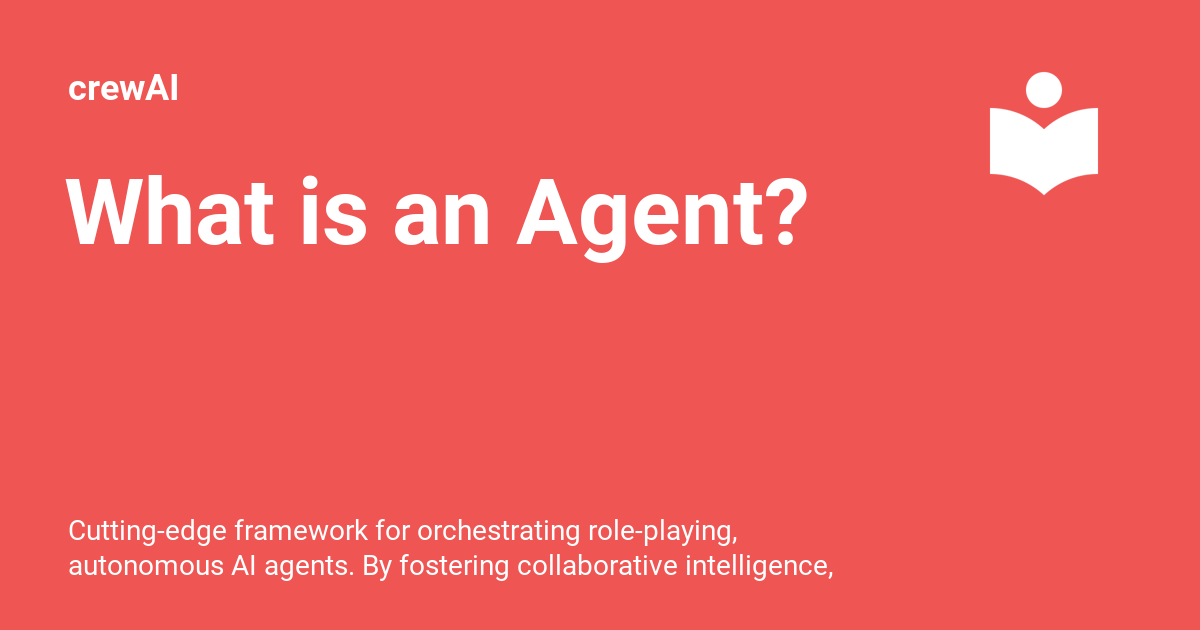 crewAI
What is an Agent?
Cutting-edge framework for orchestrating role-playing,
autonomous AI agents. By fostering collaborative intelligence,